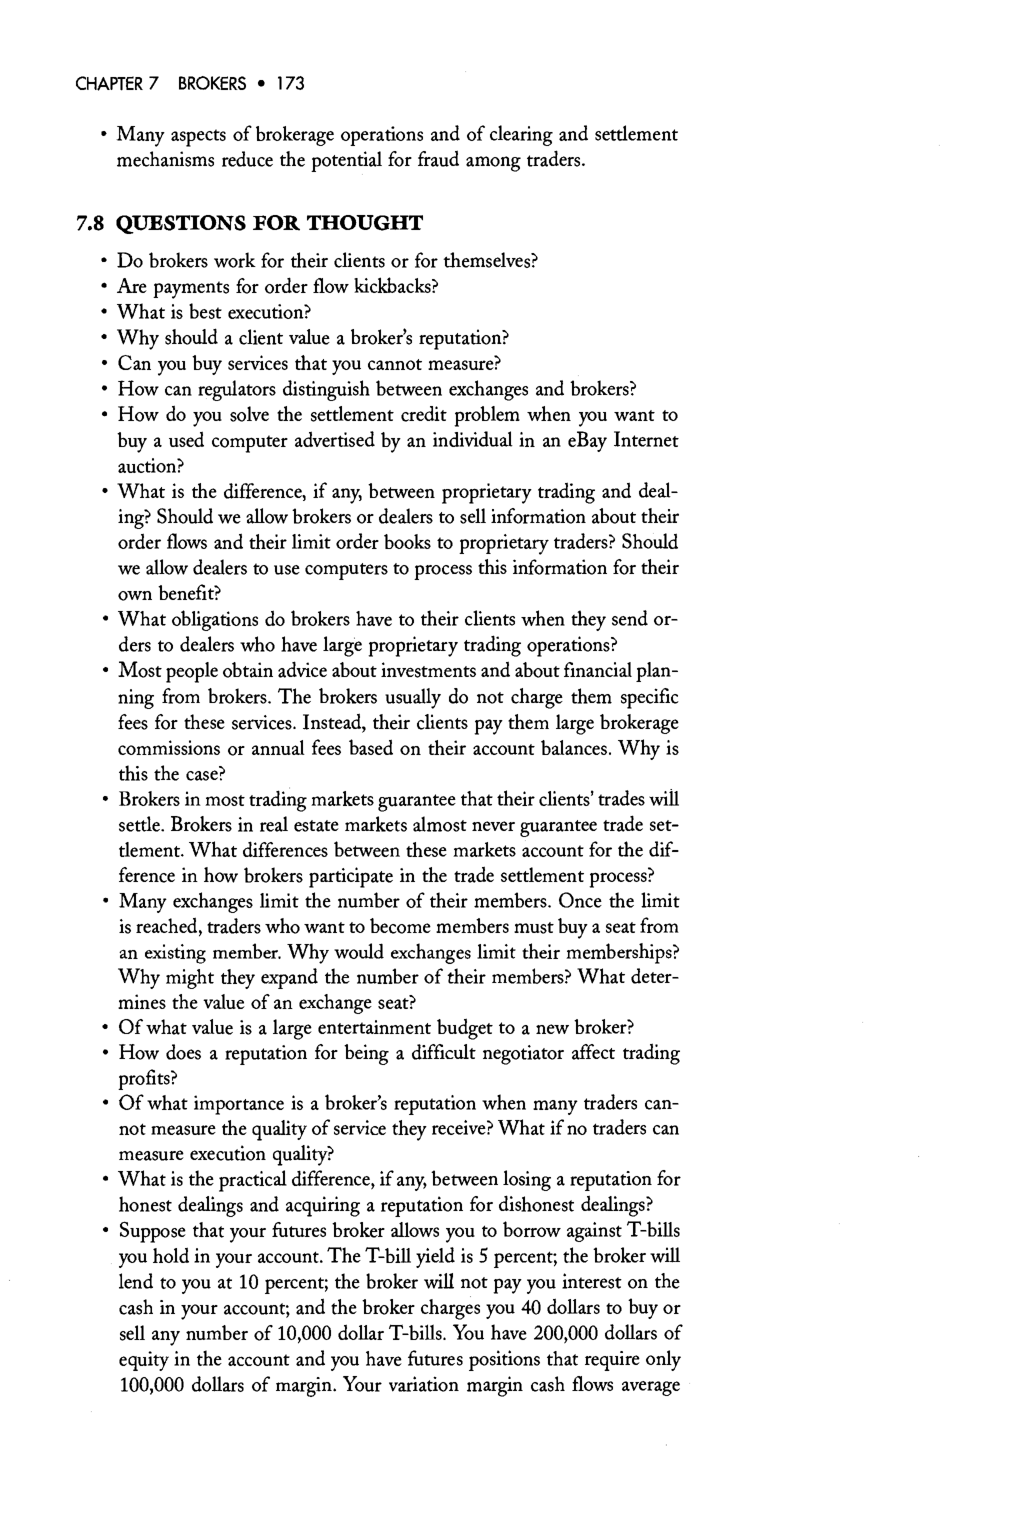 CHAPTER 7 BROKERS • 173
• Many aspects of brokerage operations and of clearing and settlement
mechanisms reduce the potential for fraud among traders.
7.8 QUESTIONS FOR THOUGHT
• Do brokers work for their clients or for themselves?
• Are payments for order flow kickbacks?
• What is best execution?
• Why should a client value a broker's reputation?
• Can you buy services that you cannot measure?
• How can regulators distinguish between exchanges and brokers?
• How do you solve the settlement credit problem when you want to
buy a used computer advertised by an individual in an eBay Internet
auction?
• What is the difference, if any, between proprietary trading and deal-
ing? Should we allow brokers or dealers to sell information about their
order flows and their limit order books to proprietary traders? Should
we allow dealers to use computers to process this information for their
own benefit?
• What obligations do brokers have to their clients when they send or-
ders to dealers who have large proprietary trading operations?
• Most people obtain advice about investments and about financial plan-
ning from brokers. The brokers usually do not charge them specific
fees for these services. Instead, their clients pay them large brokerage
commissions or annual fees based on their account balances. Why is
this the case?
• Brokers in most trading markets guarantee that their clients' trades will
settle. Brokers in real estate markets almost never guarantee trade set-
tlement. What differences between these markets account for the dif-
ference in how brokers participate in the trade settlement process?
• Many exchanges limit the number of their members. Once the limit
is reached, traders who want to become members must buy a seat from
an existing member. Why would exchanges limit their memberships?
Why might they expand the number of their members? What deter-
mines the value of an exchange seat?
• Of what value is a large entertainment budget to a new broker?
• How does a reputation for being a difficult negotiator affect trading
profits?
• Of what importance is a broker's reputation when many traders can-
not measure the quality of service they receive? What if no traders can
measure execution quality?
• What is the practical difference, if any, between losing a reputation for
honest dealings and acquiring a reputation for dishonest dealings?
• Suppose that your futures broker allows you to borrow against T-bills
you hold in your account. The T-bill yield is 5 percent; the broker will
lend to you at 10 percent; the broker will not pay you interest on the
cash in your account; and the broker charges you 40 dollars to buy or
sell any number of 10,000 dollar T-bills. You have 200,000 dollars of
equity in the account and you have futures positions that require only
100,000 dollars of margin. Your variation margin cash flows average